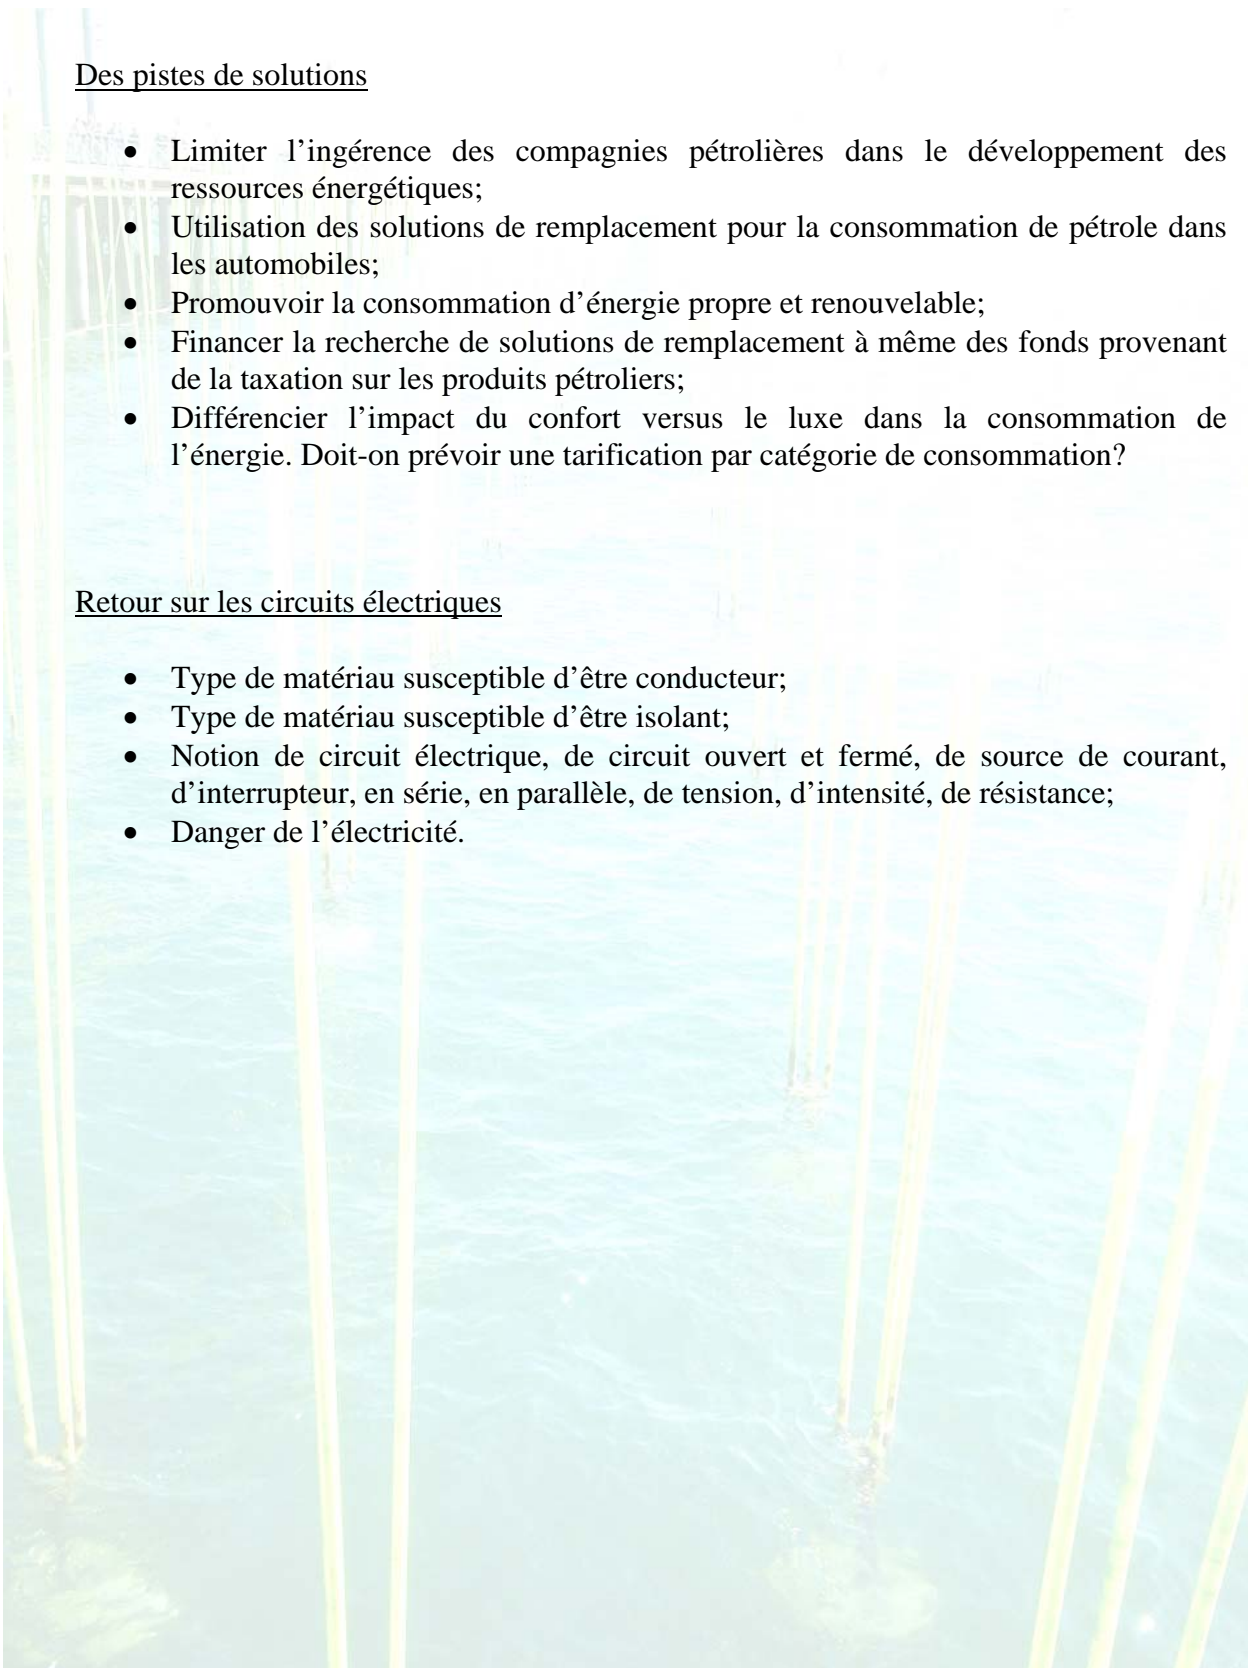 Des pistes de solutions
• Limiter l’ingérence des compagnies pétrolières dans le développement des
ressources énergétiques;
• Utilisation des solutions de remplacement pour la consommation de pétrole dans
les automobiles;
• Promouvoir la consommation d’énergie propre et renouvelable;
• Financer la recherche de solutions de remplacement à même des fonds provenant
de la taxation sur les produits pétroliers;
• Différencier l’impact du confort versus le luxe dans la consommation de
l’énergie. Doit-on prévoir une tarification par catégorie de consommation?
Retour sur les circuits électriques
• Type de matériau susceptible d’être conducteur;
• Type de matériau susceptible d’être isolant;
• Notion de circuit électrique, de circuit ouvert et fermé, de source de courant,
d’interrupteur, en série, en parallèle, de tension, d’intensité, de résistance;
• Danger de l’électricité.